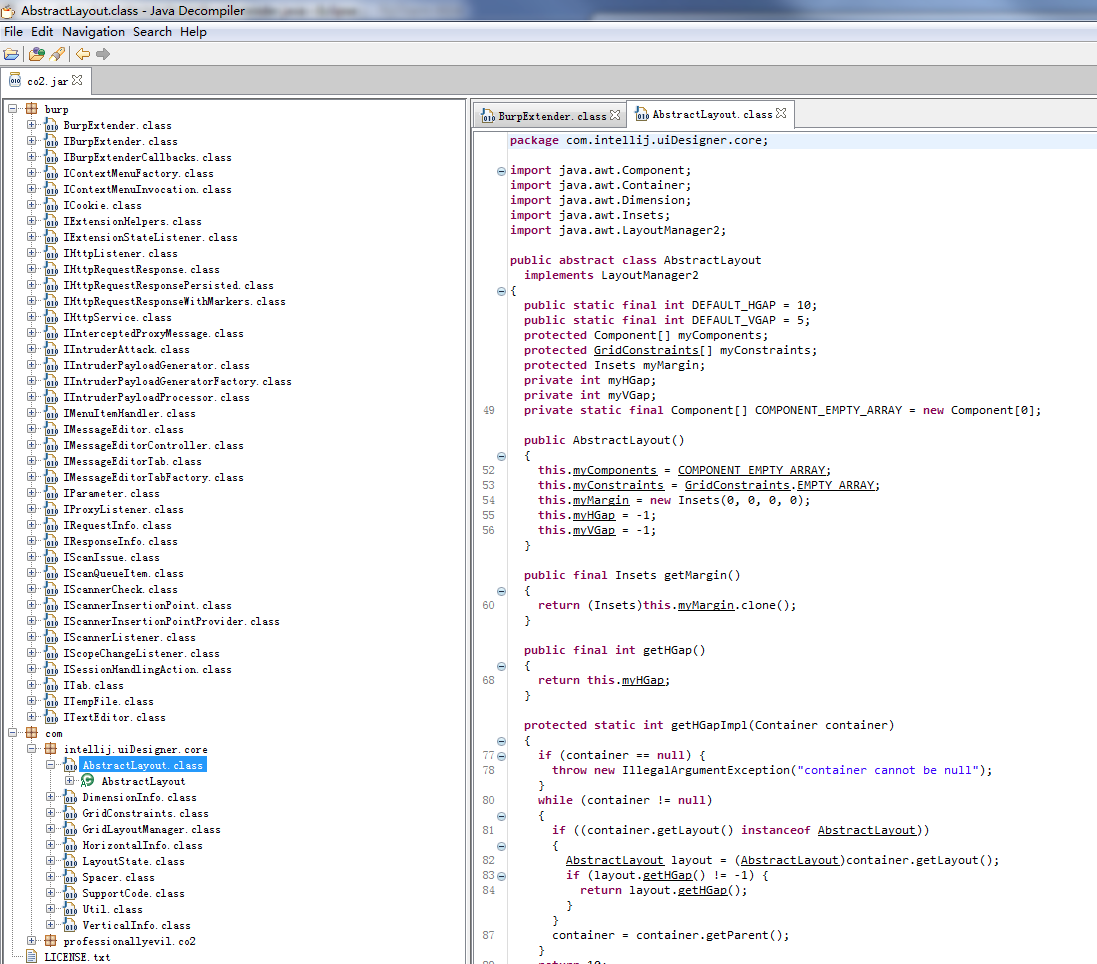 AbstractLayout.class - Java Decompiler
File Edit Navigation Search Help
co2.jar
burp
BurpExtender.class
IBurpExtender.class
IBurpExtenderCallbacks.class
IContextMenuFactory.class
IContextMenuInvocation.class
ICookie.class
IExtensionHelpers.class
IExtensionStateListener.class
IHttpListener.class
IHttpRequestResponse.class
IHttpRequestResponsePersisted.class
IHttpRequestResponseWithMarkers.class
IHttpService.class
IInterceptedProxyMessage.class
IIntruderAttack.class
IIntruderPayloadGenerator.class
IIntruderPayloadGeneratorFactory.class
IIntruderPayloadProcessor.class
IMenuItemHandler.class
IMessageEditor.class
IMessageEditorController.class
IMessageEditorTab.class
IMessageEditorTabFactory.class
IParameter.class
IProxyListener.class
IRequestInfo.class
IResponseInfo.class
IScanIssue.class
IScanQueueItem.class
IScannerCheck.class
IScannerInsertionPoint.class
IScannerInsertionPointProvider.class
IScannerListener.class
IScopeChangeListener.class
ISessionHandlingAction.class
ITab.class
ITempFile.class
ITextEditor.class
com
intellij.uiDesigner.core
AbstractLayout.class
AbstractLayout
DimensionInfo.class
GridConstraints.class
GridLayoutManager.class
HorizontalInfo.class
LayoutState.class
Spacer.class
SupportCode.class
Util.class
VerticalInfo.class
professionallyevil.co2
LICENSE.txt
BurpExtender.class AbstractLayout.class
package com.intellij.uiDesigner.core;
import java.awt.Component;
import java.awt.Container;
import java.awt.Dimension;
import java.awt.Insets;
import java.awt.LayoutManager2;
public abstract class AbstractLayout
implements LayoutManager2
{
public static final int DEFAULT_HGAP = 10;
public static final int DEFAULT_VGAP = 5;
protected Component[] myComponents;
protected GridConstraints[] myConstraints;
protected Insets myMargin;
private int myHGap;
private int myVGap;
49 private static final Component[] COMPONENT_EMPTY_ARRAY = new Component[0];
public AbstractLayout()
{
52 this.myComponents = COMPONENT_EMPTY_ARRAY;
53 this.myConstraints = GridConstraints.EMPTY_ARRAY;
54 this.myMargin = new Insets(0, 0, 0, 0);
55 this.myHGap = -1;
56 this.myVGap = -1;
}
public final Insets getMargin()
{
60 return (Insets)this.myMargin.clone();
}
public final int getHGap()
{
68 return this.myHGap;
}
protected static int getHGapImpl(Container container)
{
77 if (container == null) {
78 throw new IllegalArgumentException("container cannot be null");
}
80 while (container != null)
{
81 if ((container.getLayout() instanceof AbstractLayout))
{
82 AbstractLayout layout = (AbstractLayout)container.getLayout();
83 if (layout.getHGap() != -1) {
84 return layout.getHGap();
}
}
87 container = container.getParent();
}
return 10;